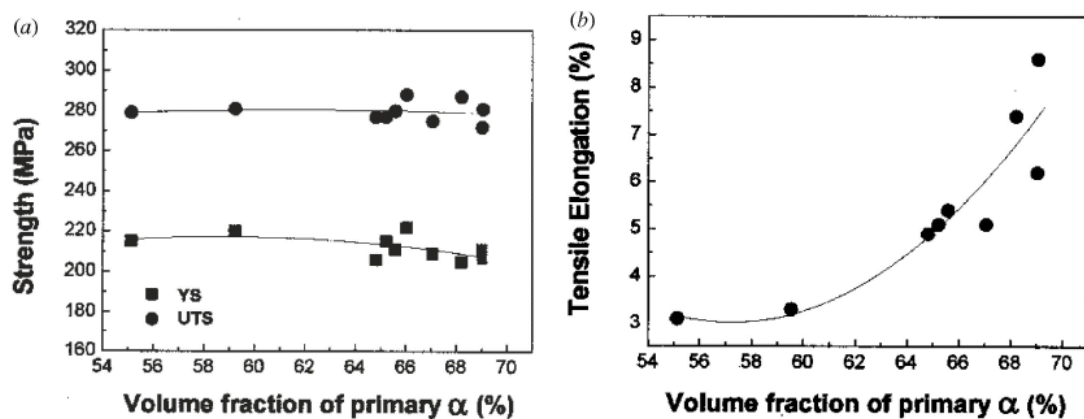 (a)
320
300
280
260
240
220
200
180
160
Strength (MPa)
YS
UTS
54 56 58 60 62 64 66 68 70
Volume fraction of primary α (%)
(b)
9
8
7
6
5
4
3
Tensile Elongation (%)
54 56 58 60 62 64 66 68 70
Volume fraction of primary α (%)